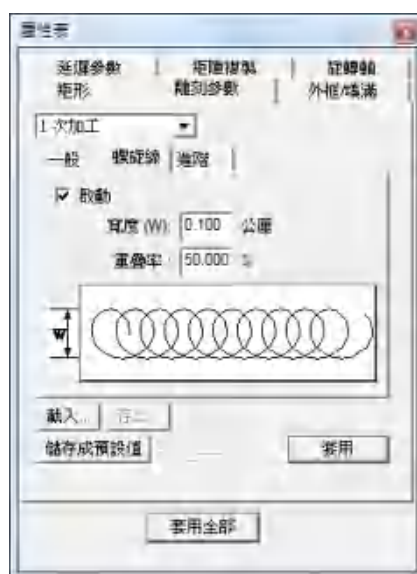 屬性表
延遲參數 矩陣複製 旋轉軸
矩形 雕刻參數 外框/填滿
1 次加工
一般 螺旋線 進階
啟動
寬度 (W): 0.100 公厘
重疊率: 50.000 %
W
載入... 存...
儲存成預設值 套用
套用全部